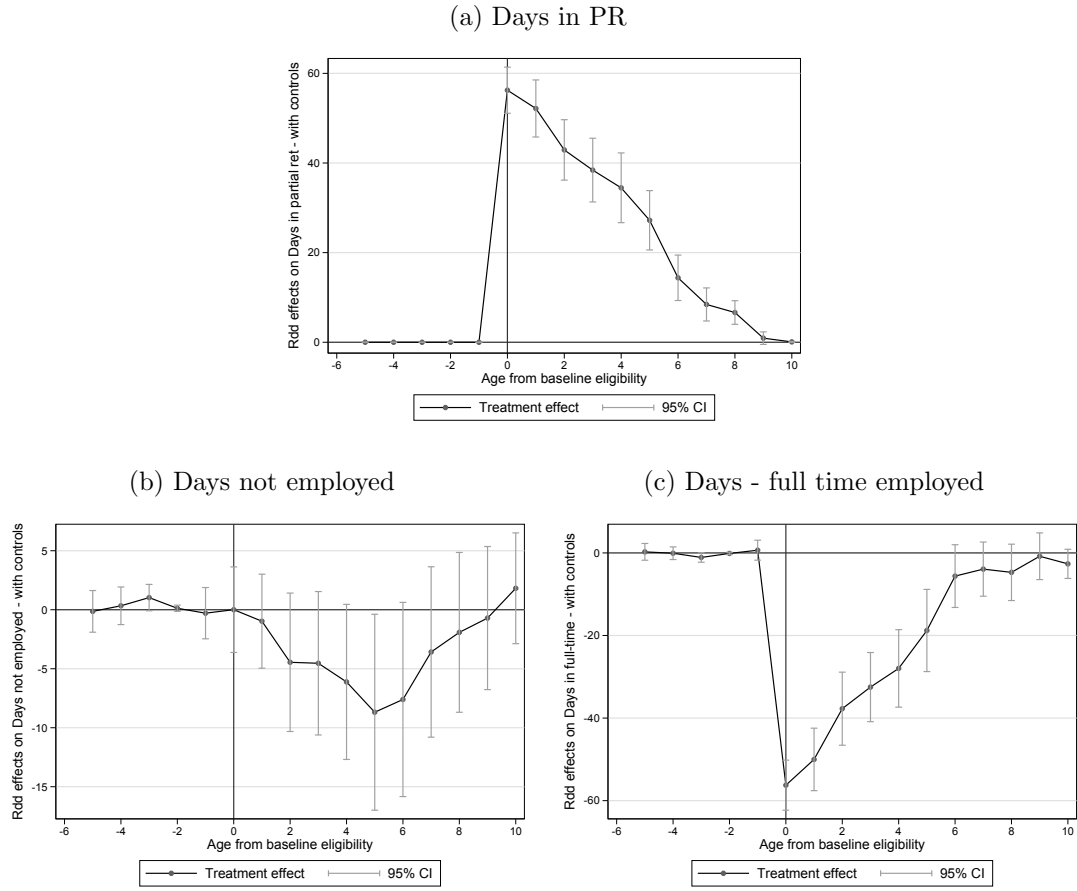 (a) Days in PR
Rdd effects on Days in partial ret - with controls
60
40
20
0
-6 -4 -2 0 2 4 6 8 10
Age from baseline eligibility
Treatment effect 95% CI
(b) Days not employed
Rdd effects on Days not employed - with controls
5
0
-5
-10
-15
-6 -4 -2 0 2 4 6 8 10
Age from baseline eligibility
Treatment effect 95% CI
(c) Days - full time employed
Rdd effects on Days in full-time - with controls
0
-20
-40
-60
-6 -4 -2 0 2 4 6 8 10
Age from baseline eligibility
Treatment effect 95% CI